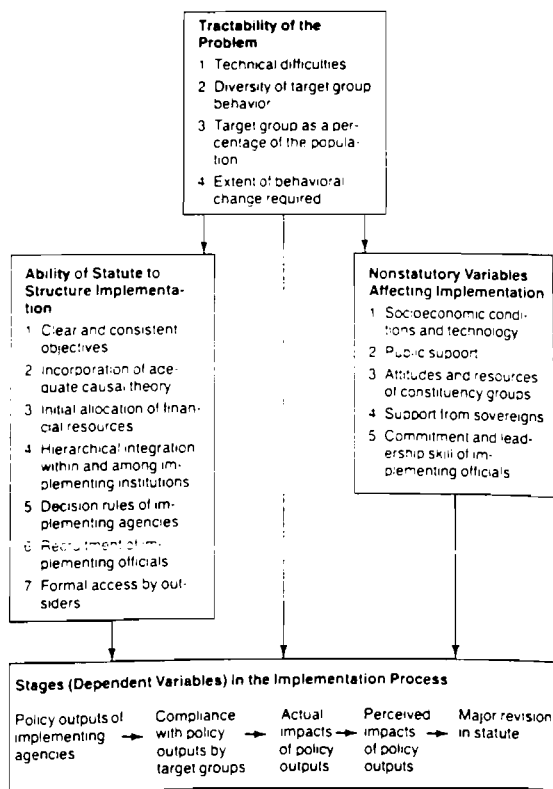 Tractability of the
Problem
1 Technical difficulties
2 Diversity of target group
behavior
3 Target group as a per-
centage of the popula-
tion
4 Extent of behavioral
change required
Ability of Statute to
Structure Implementa-
tion
1 Clear and consistent
objectives
2 Incorporation of ade-
quate causal theory
3 Initial allocation of finan-
cial resources
4 Hierarchical integration
within and among im-
plementing institutions
5 Decision rules of im-
plementing agencies
6 Recruitment of im-
plementing officials
7 Formal access by out-
siders
Nonstatutory Variables
Affecting Implementation
1 Socioeconomic condi-
tions and technology
2 Public support
3 Attitudes and resources
of constituency groups
4 Support from sovereigns
5 Commitment and lead-
ership skill of im-
plementing officials
Stages (Dependent Variables) in the Implementation Process
Policy outputs of
implementing
agencies
Compliance
with policy
outputs by
target groups
Actual
impacts
of policy
outputs
Perceived
impacts
of policy
outputs
Major revision
in statute